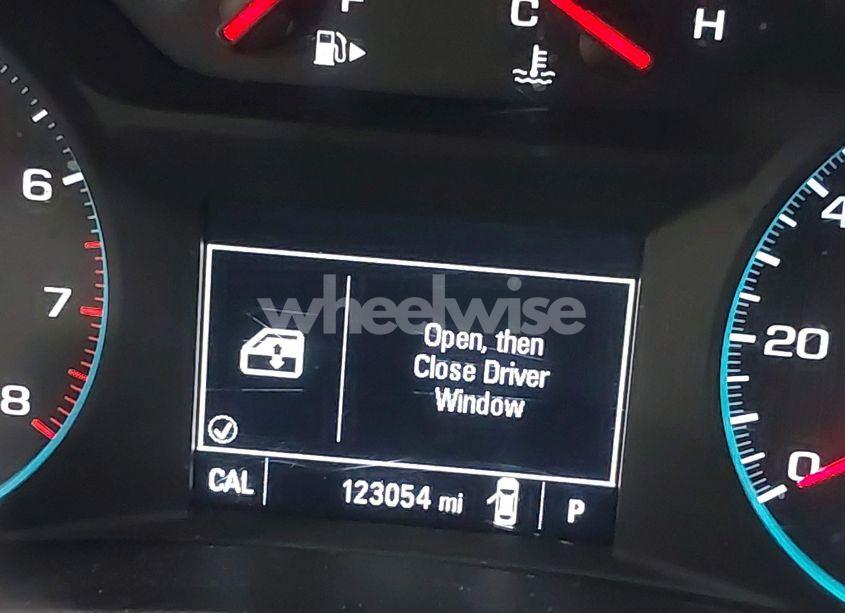 F
C
H
6
7
8
4
20
0
wheelwise
Open, then
Close Driver
Window
CAL
123054 mi
P